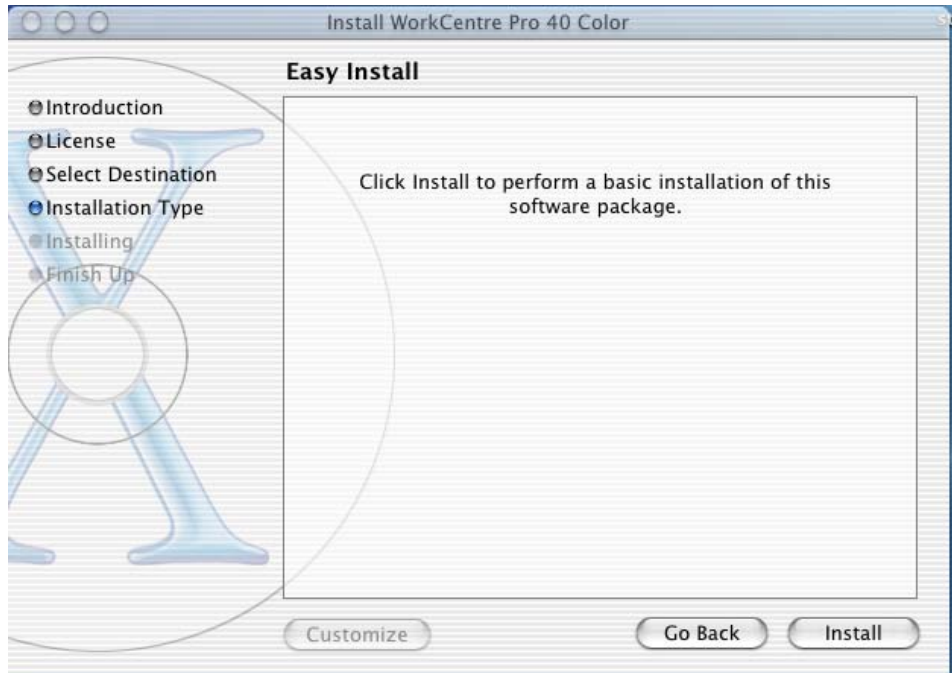 Install WorkCentre Pro 40 Color
Easy Install
Introduction
License
Select Destination
Installation Type
Installing
Finish Up
Click Install to perform a basic installation of this
software package.
Customize
Go Back
Install